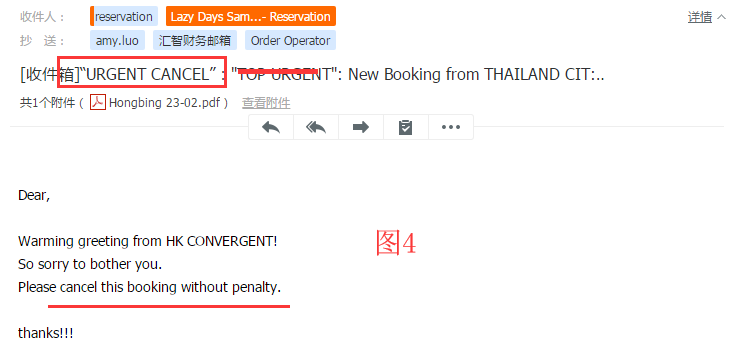 收件人： reservation Lazy Days Sam...- Reservation 详情
抄 送： amy.luo 汇智财务邮箱 Order Operator
[收件箱]“URGENT CANCEL” : "TOP URGENT": New Booking from THAILAND CIT:..
共1个附件 ( Hongbing 23-02.pdf ) 查看附件
Dear,
Warming greeting from HK CONVERGENT!
图4
So sorry to bother you.
Please cancel this booking without penalty.
thanks!!!